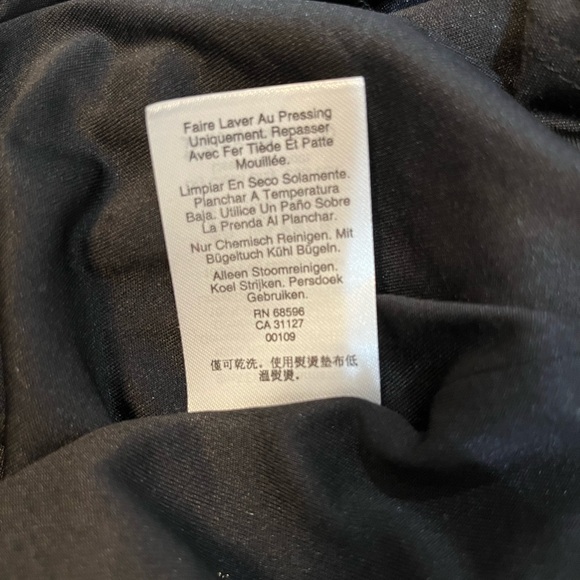 Faire Laver Au Pressing
Uniquement. Repasser
Avec Fer Tiède Et Patte
Mouillée.
Limpiar En Seco Solamente.
Planchar A Temperatura
Baja. Utilice Un Paño Sobre
La Prenda Al Planchar.
Nur Chemisch Reinigen. Mit
Bügeltuch Kühl Bügeln.
Alleen Stoomreinigen.
Koel Strijken. Persdoek
Gebruiken.
RN 68596
CA 31127
00109
僅可乾洗。使用熨燙墊布低
溫熨燙。